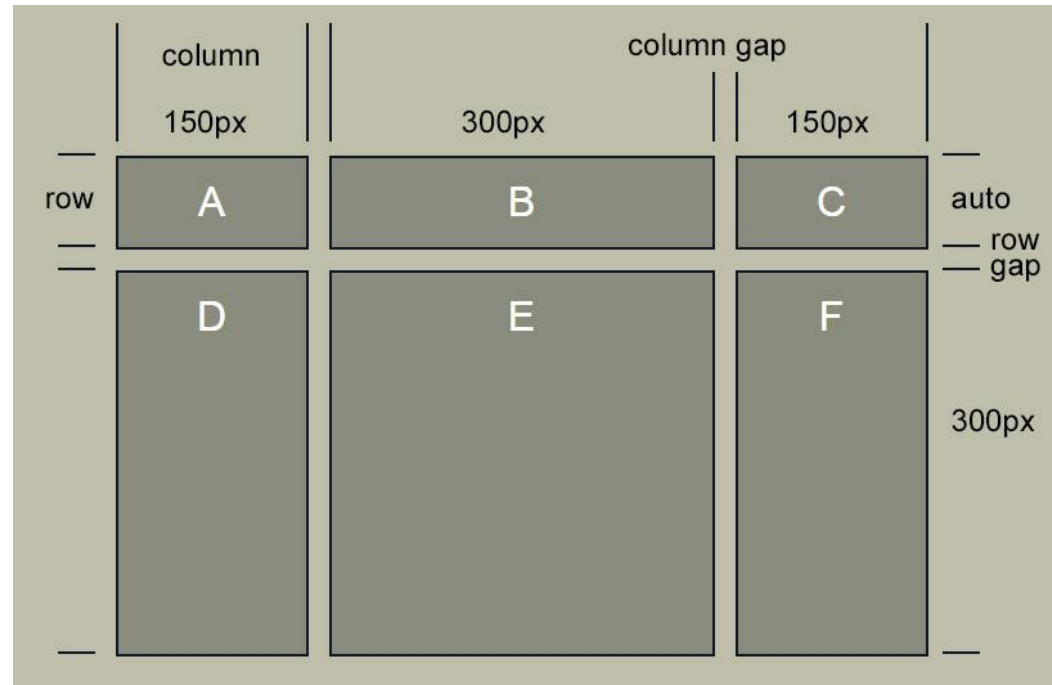 column
column gap
150px
300px
150px
row
A
B
C
auto
row
gap
D
E
F
300px